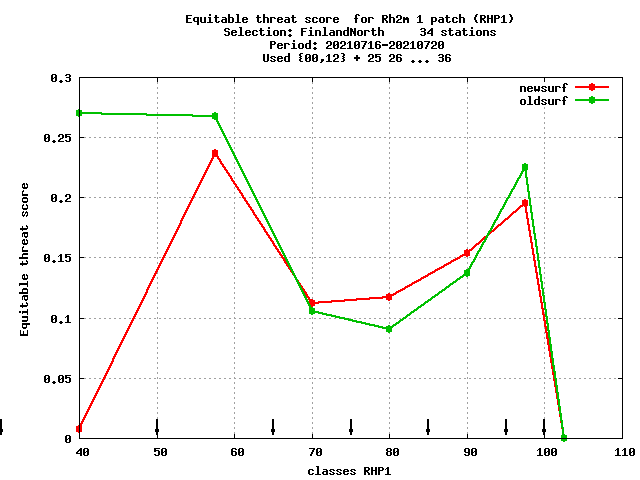 Equitable threat score  for Rh2m 1 patch (RHP1)
Selection: FinlandNorth     34 stations
Period: 20210716-20210720
Used {00,12} + 25 26 ... 36
newsurf
oldsurf
Equitable threat score
0.3
0.25
0.2
0.15
0.1
0.05
0
40 50 60 70 80 90 100 110
classes RHP1